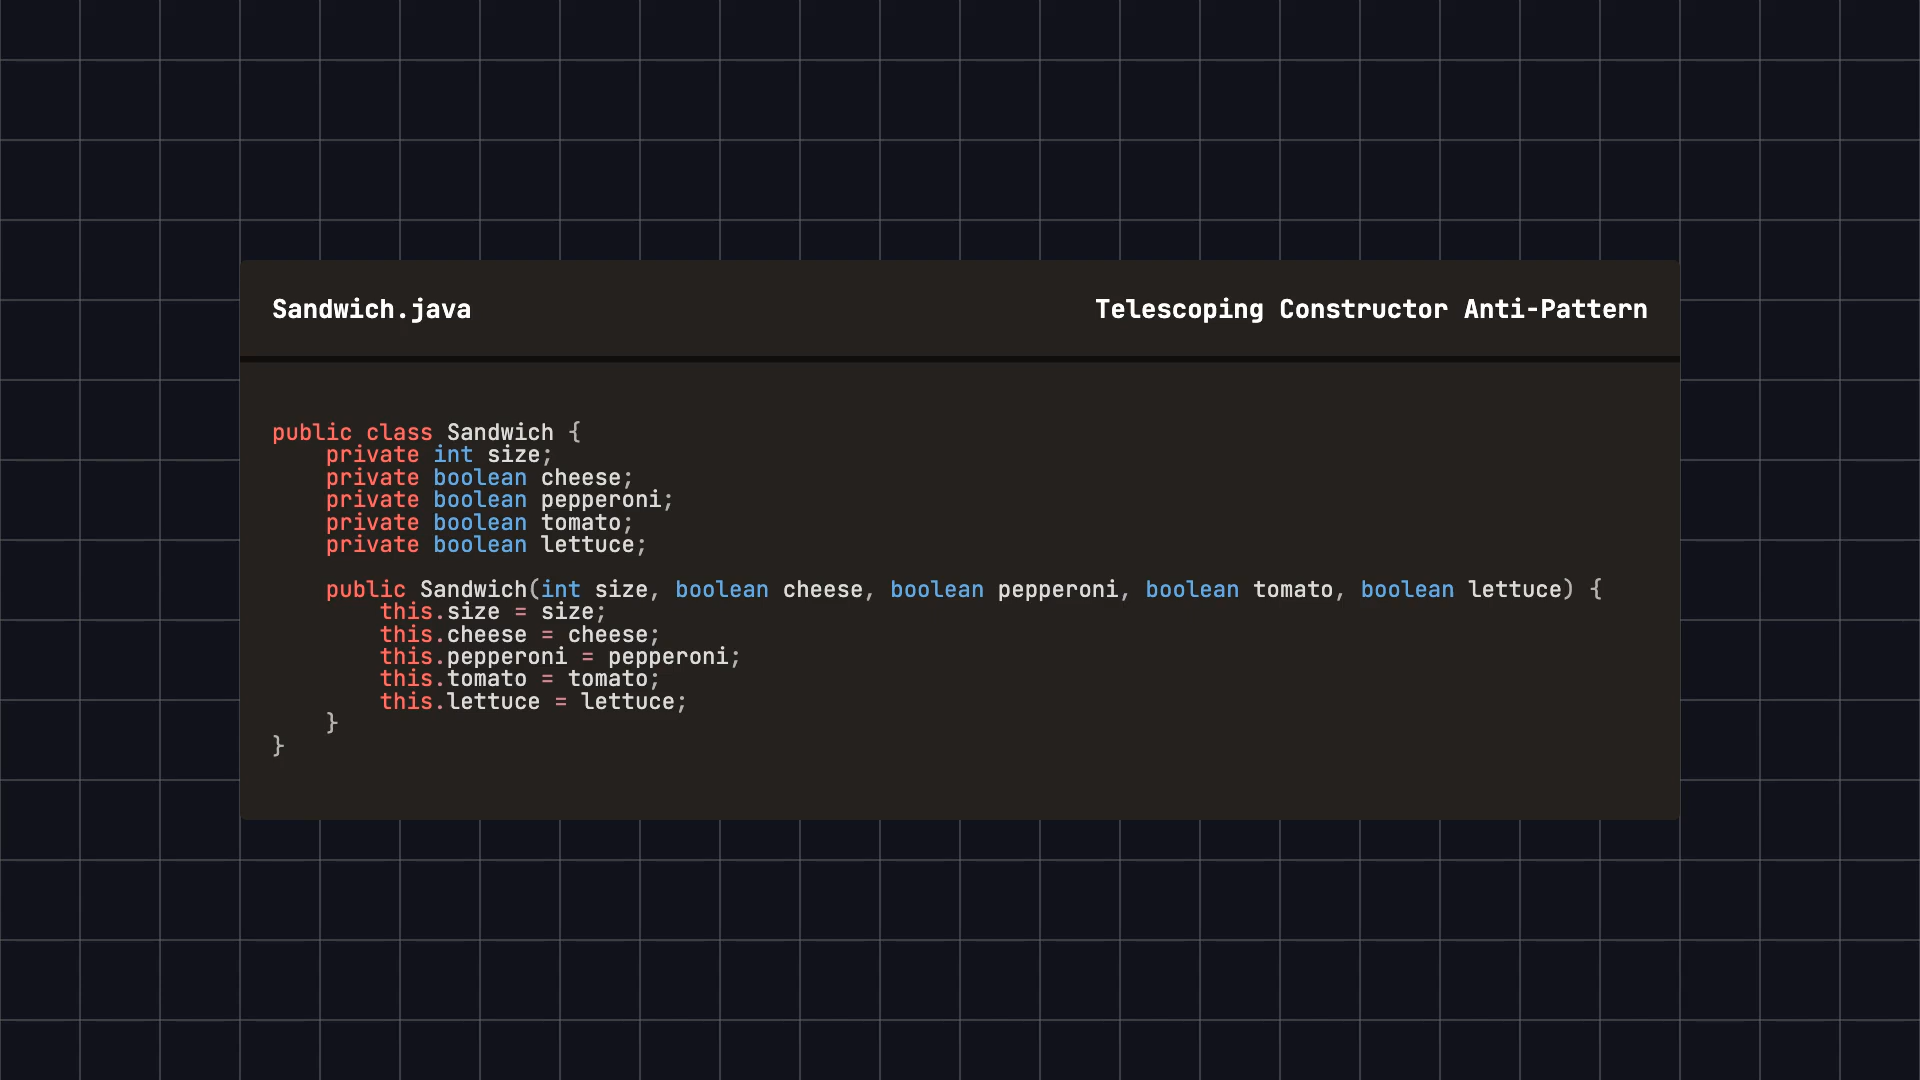 Sandwich.java
Telescoping Constructor Anti-Pattern
public class Sandwich {
    private int size;
    private boolean cheese;
    private boolean pepperoni;
    private boolean tomato;
    private boolean lettuce;

    public Sandwich(int size, boolean cheese, boolean pepperoni, boolean tomato, boolean lettuce) {
        this.size = size;
        this.cheese = cheese;
        this.pepperoni = pepperoni;
        this.tomato = tomato;
        this.lettuce = lettuce;
    }
}